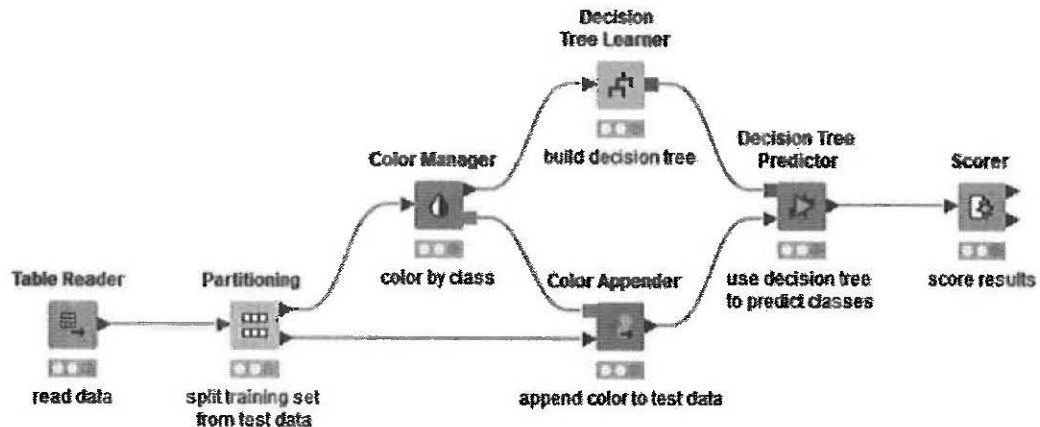 Decision
Tree Learner
build decision tree
Color Manager
color by class
Decision Tree
Predictor
use decision tree
to predict classes
Scorer
score results
Table Reader
read data
Partitioning
split training set
from test data
Color Appender
append color to test data